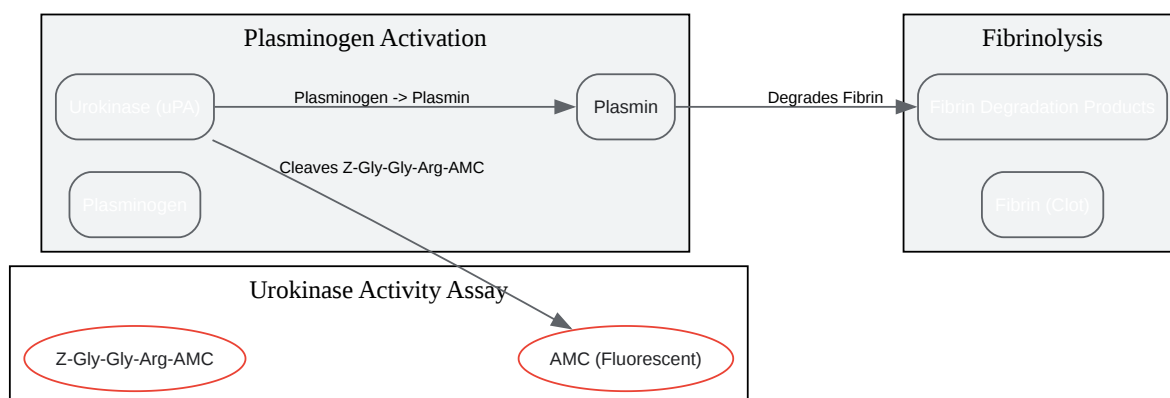 Plasminogen Activation
Fibrinolysis
Urokinase (uPA)
Plasminogen -> Plasmin
Plasmin
Degrades Fibrin
Fibrin Degradation Products
Cleaves Z-Gly-Gly-Arg-AMC
Plasminogen
Fibrin (Clot)
Urokinase Activity Assay
Z-Gly-Gly-Arg-AMC
AMC (Fluorescent)